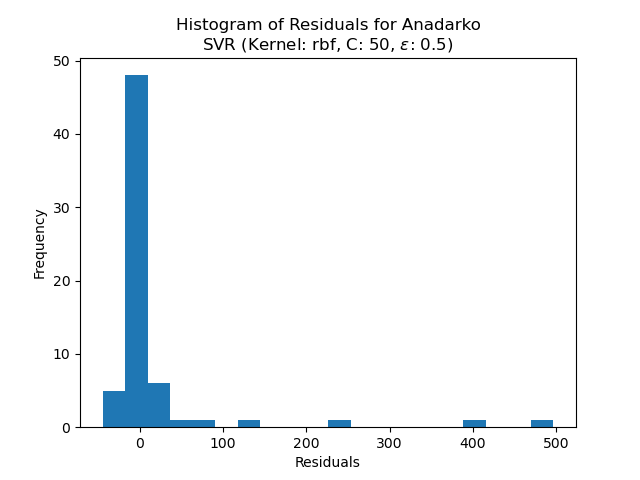 Histogram of Residuals for Anadarko
SVR (Kernel: rbf, C: 50, ε: 0.5)
50
40
30
20
10
0
Frequency
0 100 200 300 400 500
Residuals